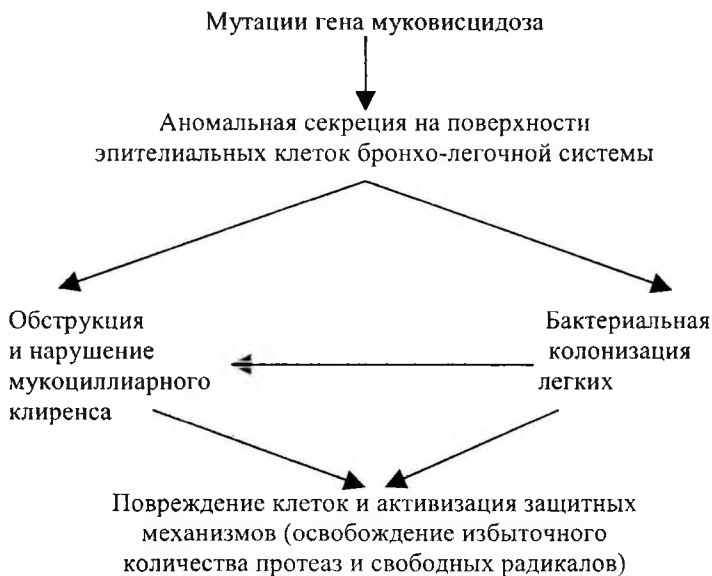 Мутации гена муковисцидоза
Аномальная секреция на поверхности
эпителиальных клеток бронхо-легочной системы
Обструкция
и нарушение
мукоциллиарного
клиренса
Бактериальная
колонизация
легких
Повреждение клеток и активизация защитных
механизмов (освобождение избыточного
количества протеаз и свободных радикалов)